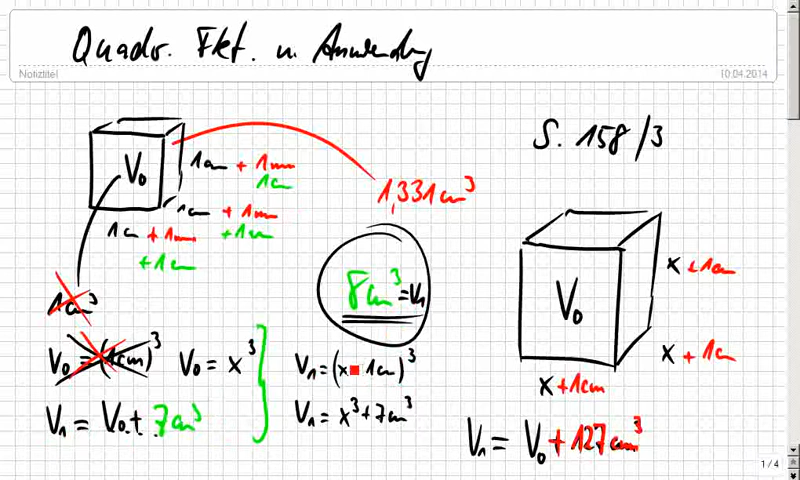 Quadr. Fkt. in Anwendung
Notiztitel
10.04.2014
S. 158/3
V₀
1cm + 1mm
1cm
1cm + 1mm
+1cm
1cm + 1mm
+1cm
1,331cm³
8cm³ = V₁
1cm³
V₀ = (1cm)³
V₀ = x³
V₁ = V₀ + 7cm³
V₁ = (x 1cm)³
V₁ = x³ + 7cm³
V₀
x + 1cm
x + 1cm
x + 1cm
V₁ = V₀ + 127cm³
1 / 4